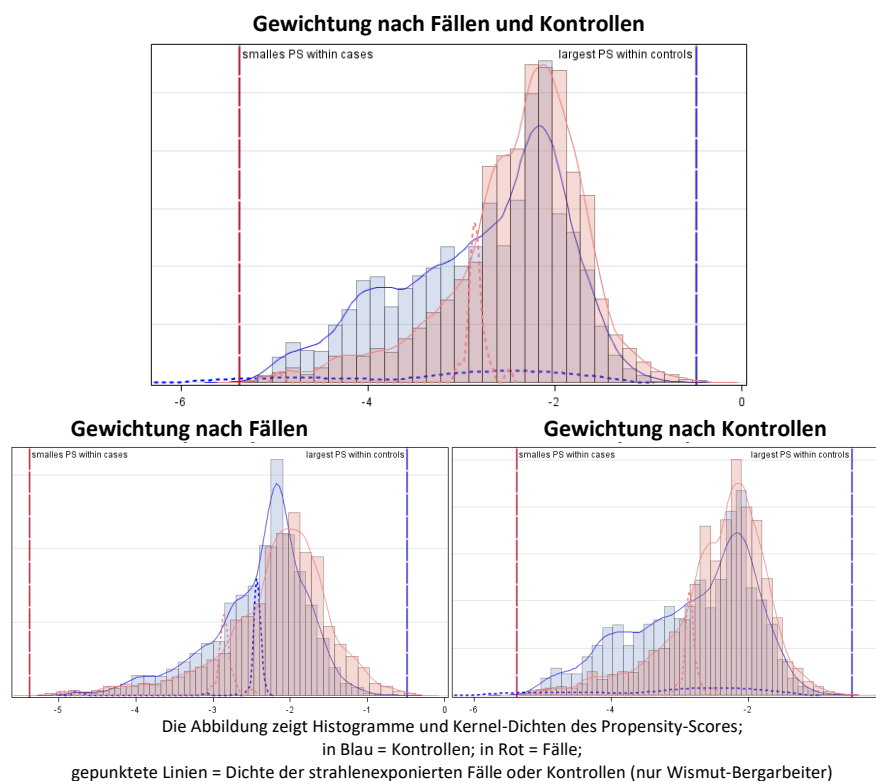 Gewichtung nach Fällen und Kontrollen
smalles PS within cases
largest PS within controls
-6
-4
-2
0
Gewichtung nach Fällen
Gewichtung nach Kontrollen
smalles PS within cases
largest PS within controls
smalles PS within cases
largest PS within controls
-5
-4
-3
-2
-1
0
-6
-4
-2
Die Abbildung zeigt Histogramme und Kernel-Dichten des Propensity-Scores;
in Blau = Kontrollen; in Rot = Fälle;
gepunktete Linien = Dichte der strahlenexponierten Fälle oder Kontrollen (nur Wismut-Bergarbeiter)